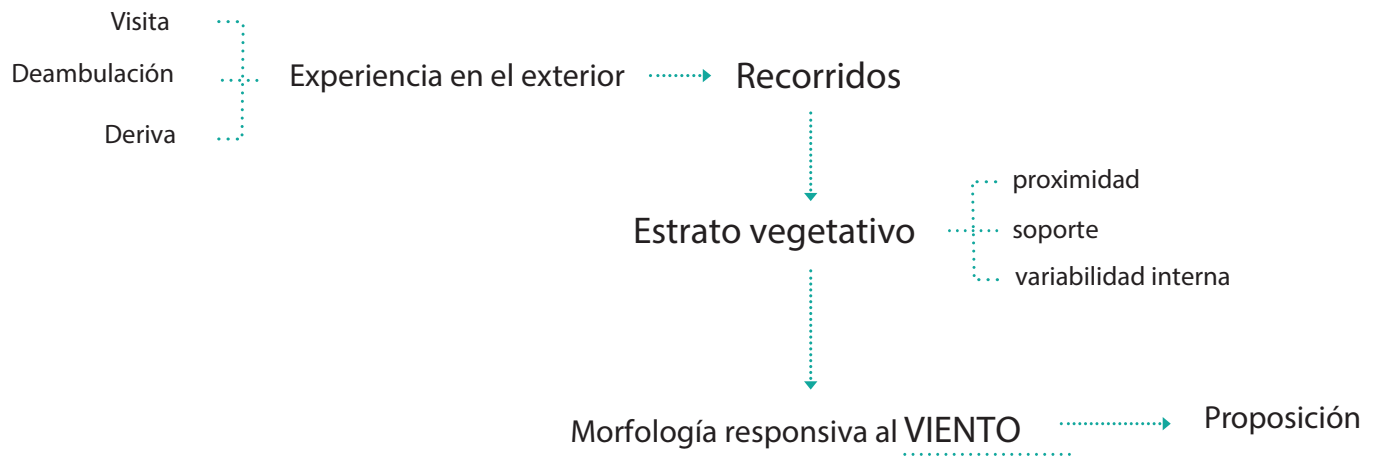 Visita
Deambulación
Deriva
Experiencia en el exterior
Recorridos
Estrato vegetativo
proximidad
soporte
variabilidad interna
Morfología responsiva al VIENTO
Proposición